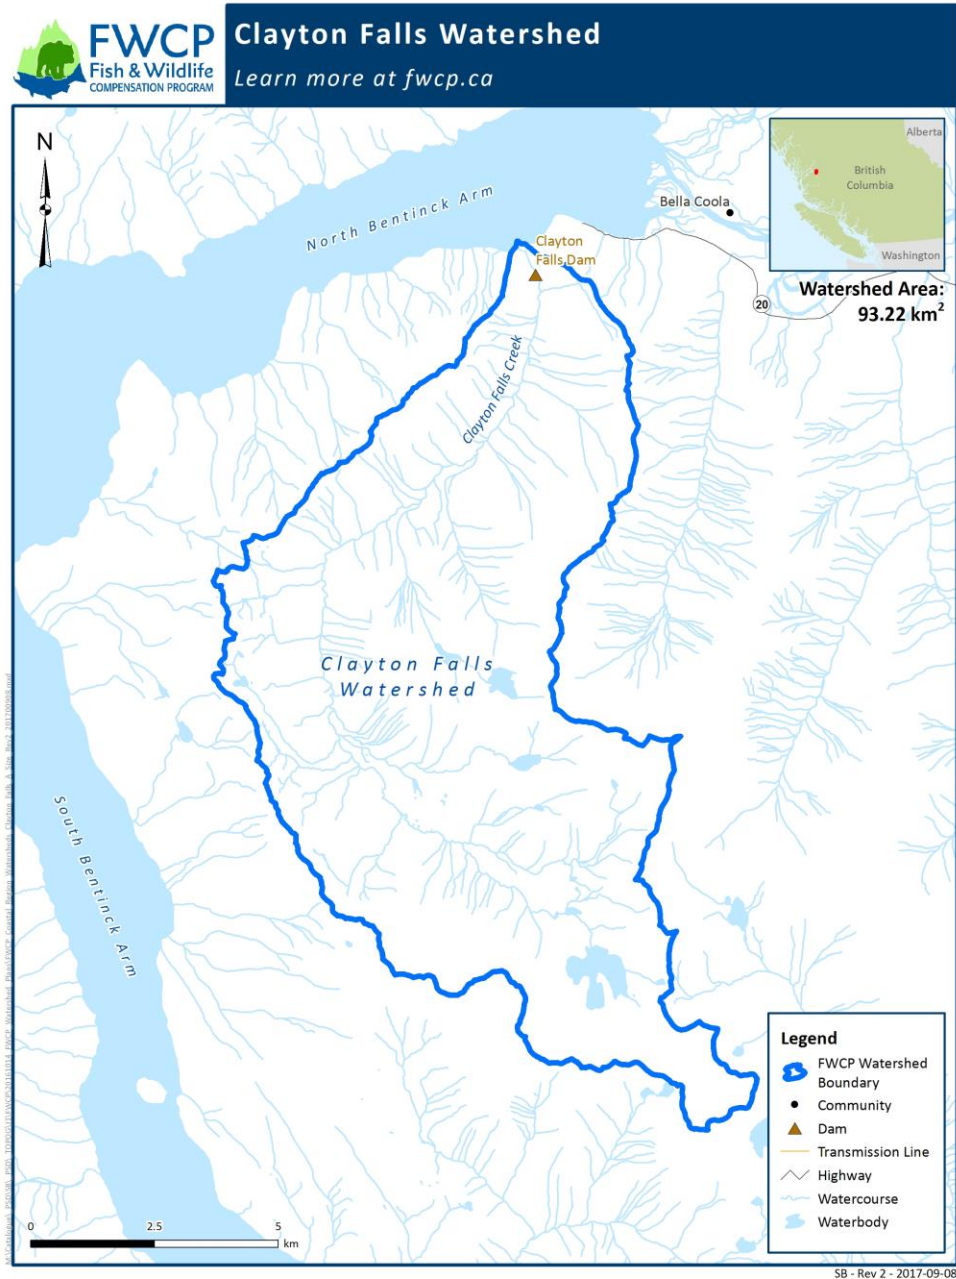 FWCP
Fish & Wildlife
COMPENSATION PROGRAM
Clayton Falls Watershed
Learn more at fwcp.ca
N
North Bentinck Arm
Bella Coola
Clayton
Falls Dam
Alberta
British
Columbia
Washington
Watershed Area:
93.22 km²
20
Clayton Falls Creek
Clayton Falls
Watershed
South Bentinck Arm
Legend
FWCP Watershed
Boundary
Community
Dam
Transmission Line
Highway
Watercourse
Waterbody
0 2.5 5
km
SB - Rev 2 - 2017-09-08